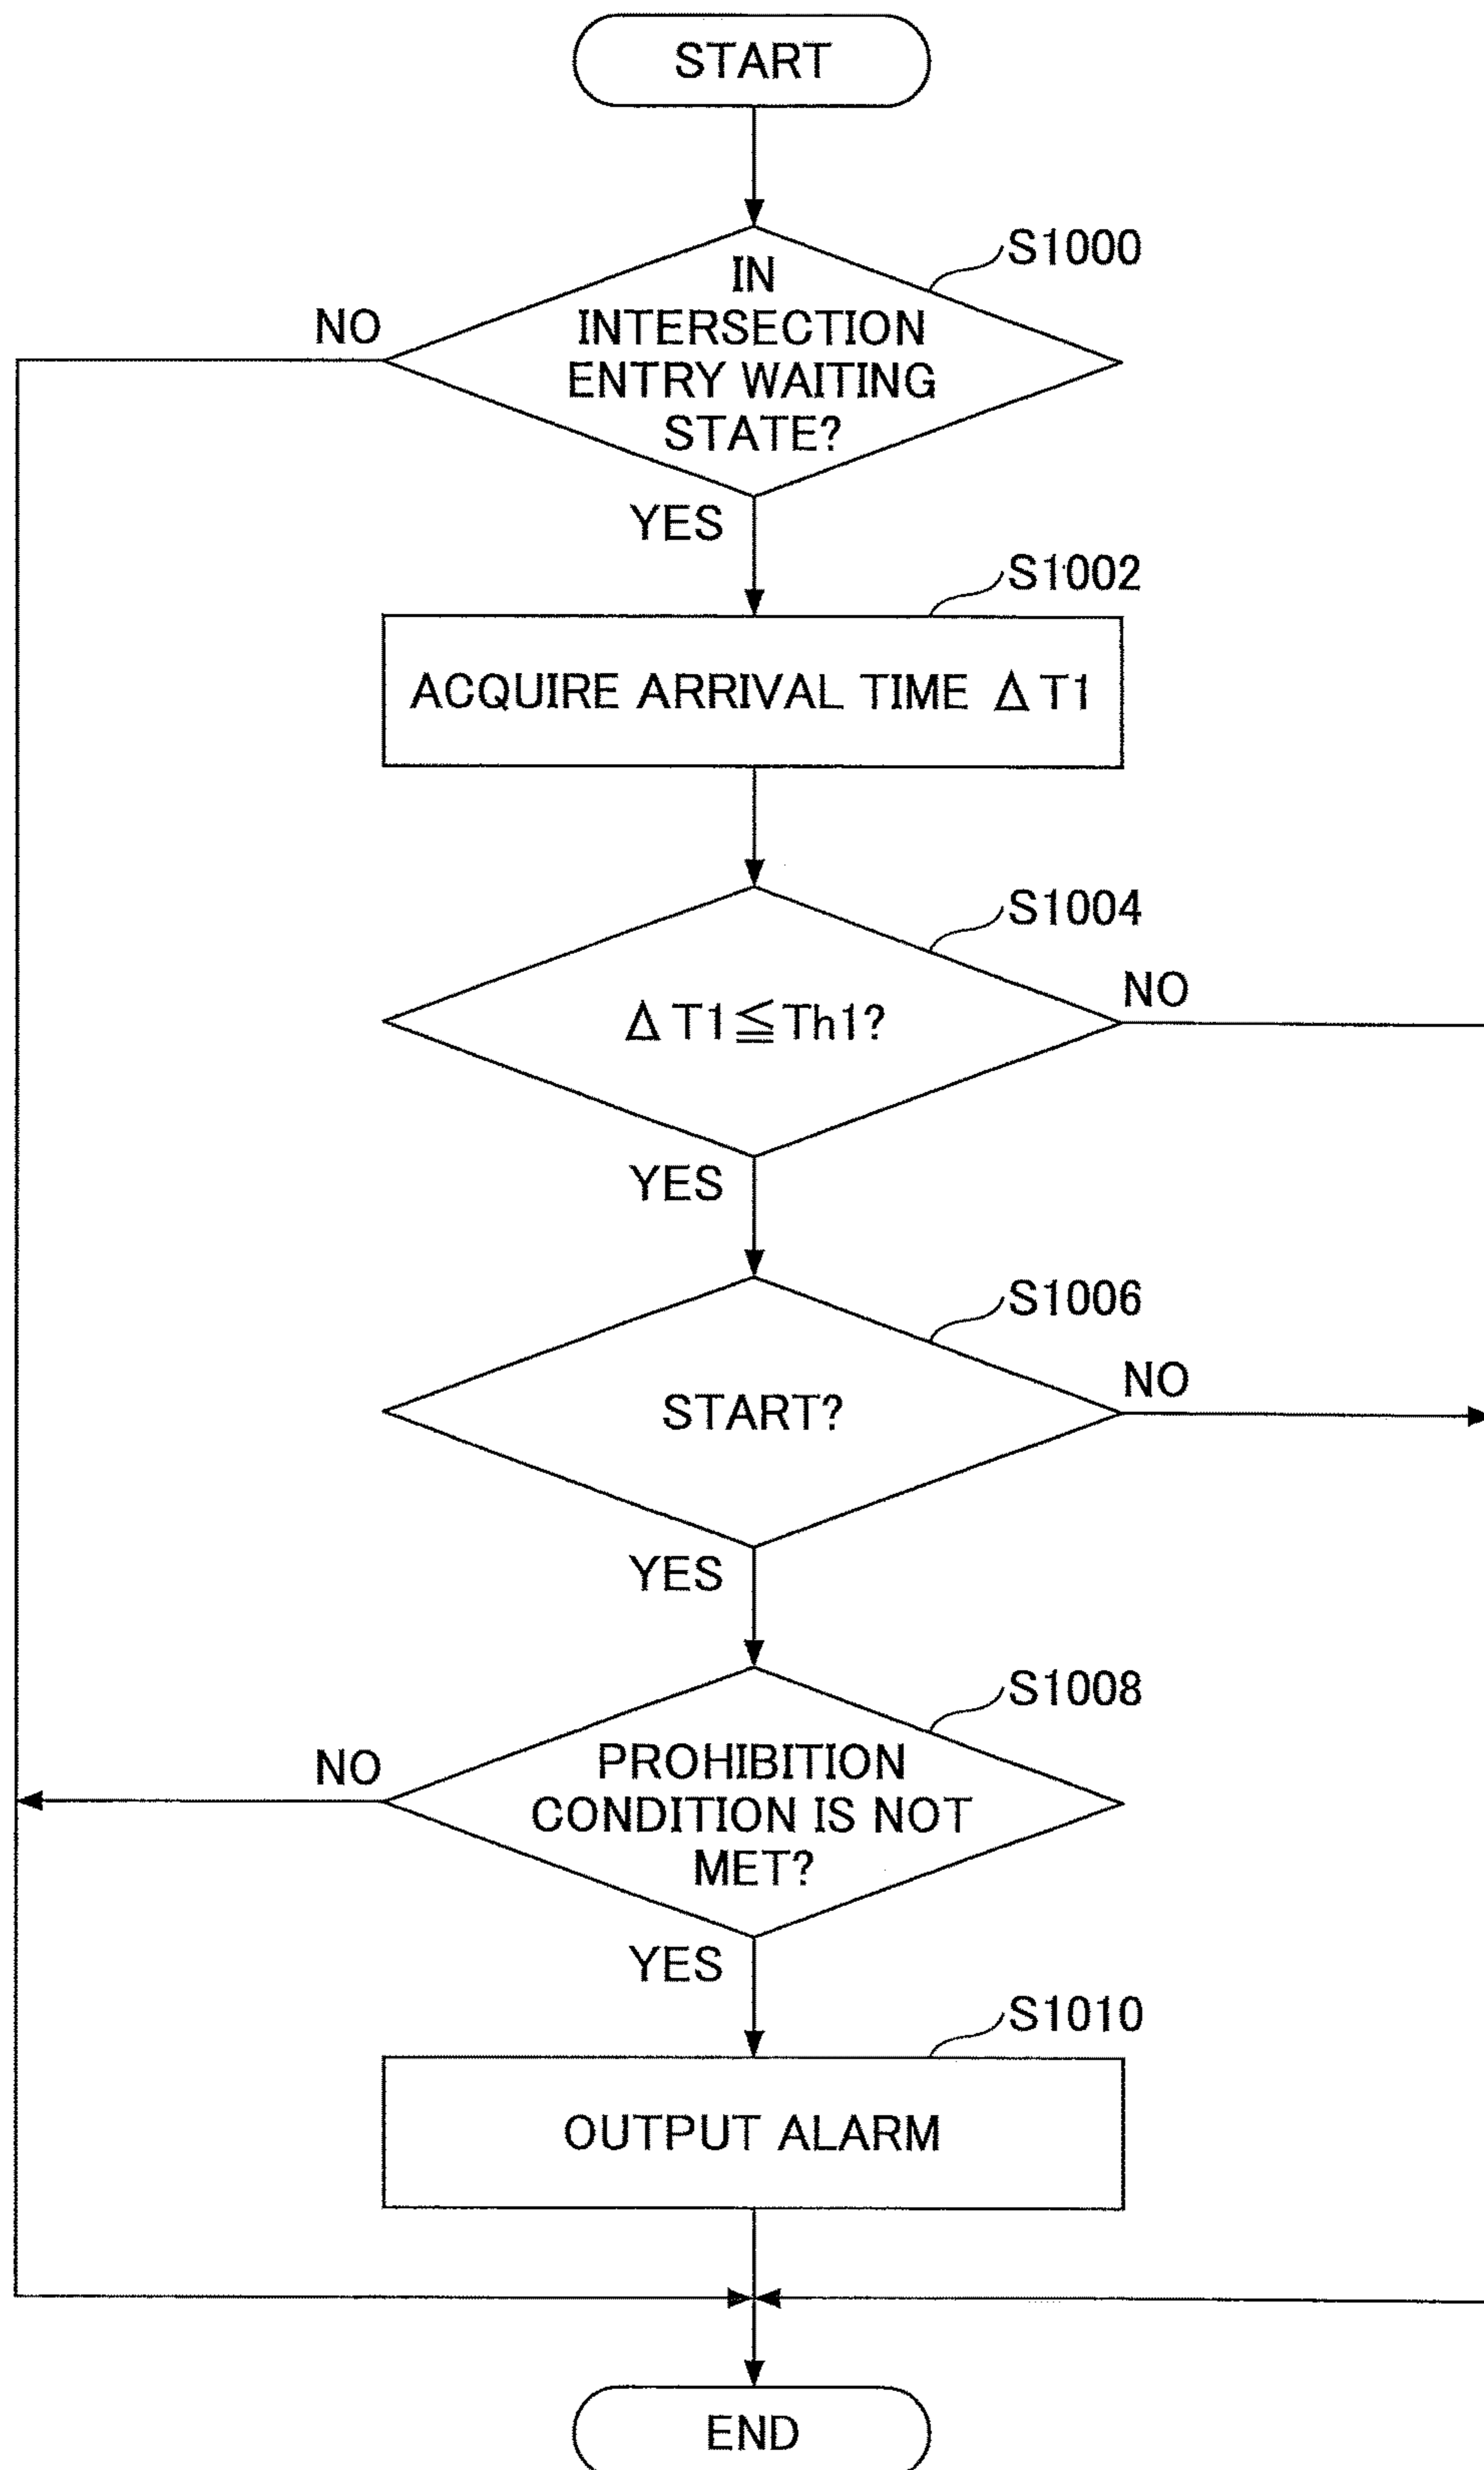 START
S1000
IN
INTERSECTION
ENTRY WAITING
STATE?
NO
YES
S1002
ACQUIRE ARRIVAL TIME ΔT1
S1004
ΔT1≦Th1?
NO
YES
S1006
START?
NO
YES
S1008
PROHIBITION
CONDITION IS NOT
MET?
NO
YES
S1010
OUTPUT ALARM
END